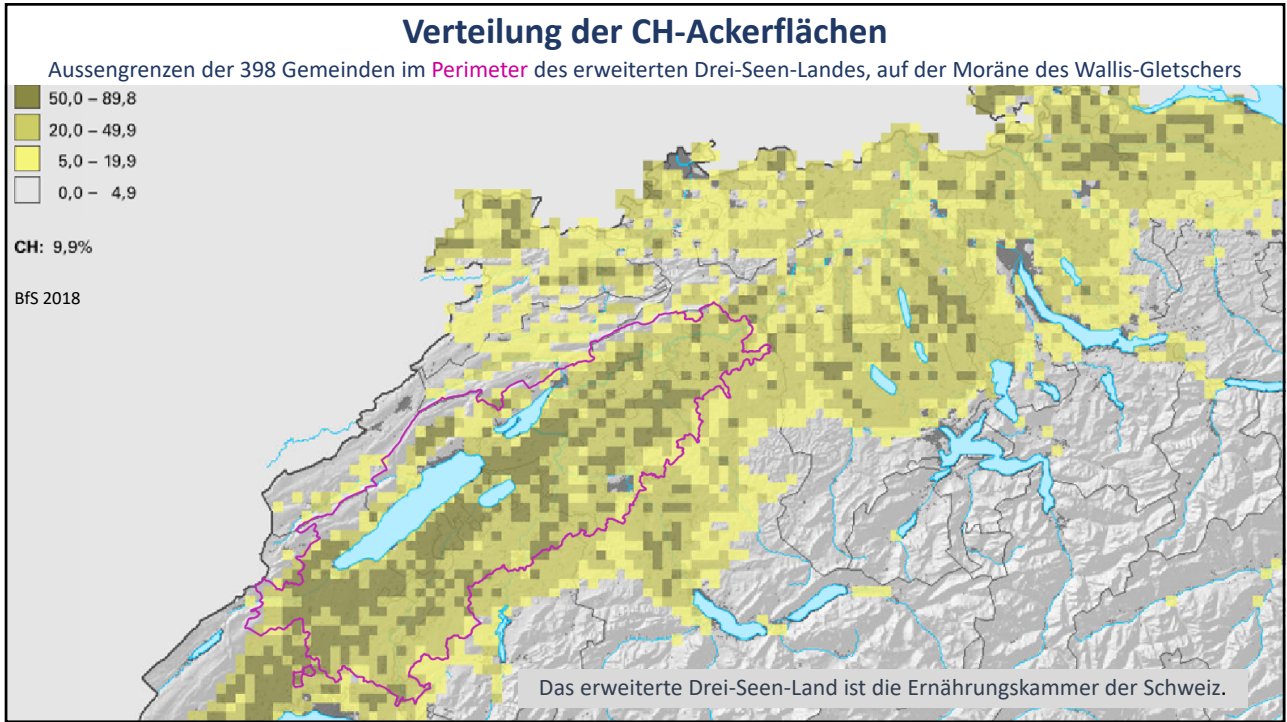 Verteilung der CH-Ackerflächen
Aussengrenzen der 398 Gemeinden im Perimeter des erweiterten Drei-Seen-Landes, auf der Moräne des Wallis-Gletschers
50,0 – 89,8
20,0 – 49,9
5,0 – 19,9
0,0 – 4,9
CH: 9,9%
BfS 2018
Das erweiterte Drei-Seen-Land ist die Ernährungskammer der Schweiz.